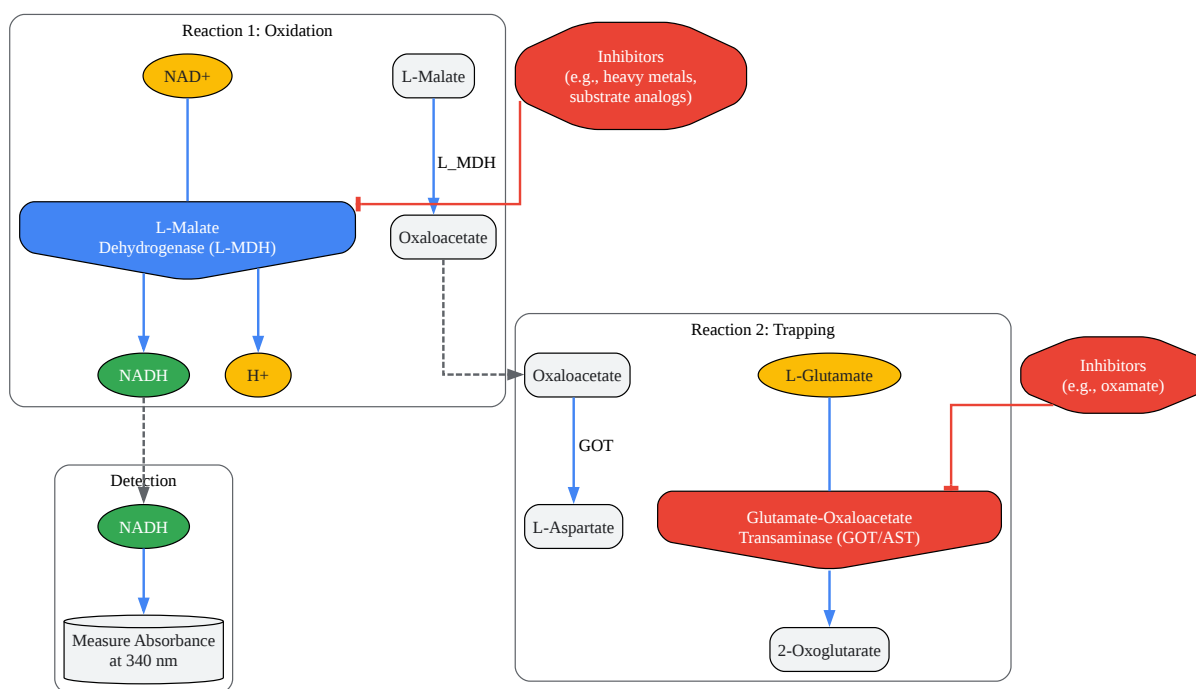 Reaction 1: Oxidation
NAD+
L-Malate
Inhibitors
(e.g., heavy metals,
substrate analogs)
L_MDH
L-Malate
Dehydrogenase (L-MDH)
Oxaloacetate
NADH
H+
Reaction 2: Trapping
Oxaloacetate
L-Glutamate
Inhibitors
(e.g., oxamate)
GOT
Detection
NADH
L-Aspartate
Glutamate-Oxaloacetate
Transaminase (GOT/AST)
Measure Absorbance
at 340 nm
2-Oxoglutarate